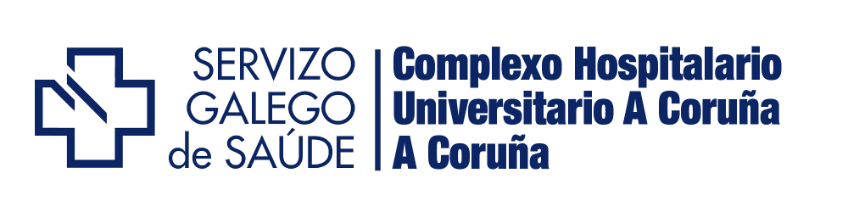 SERVIZO
GALEGO
de SAÚDE
Complexo Hospitalario
Universitario A Coruña
A Coruña